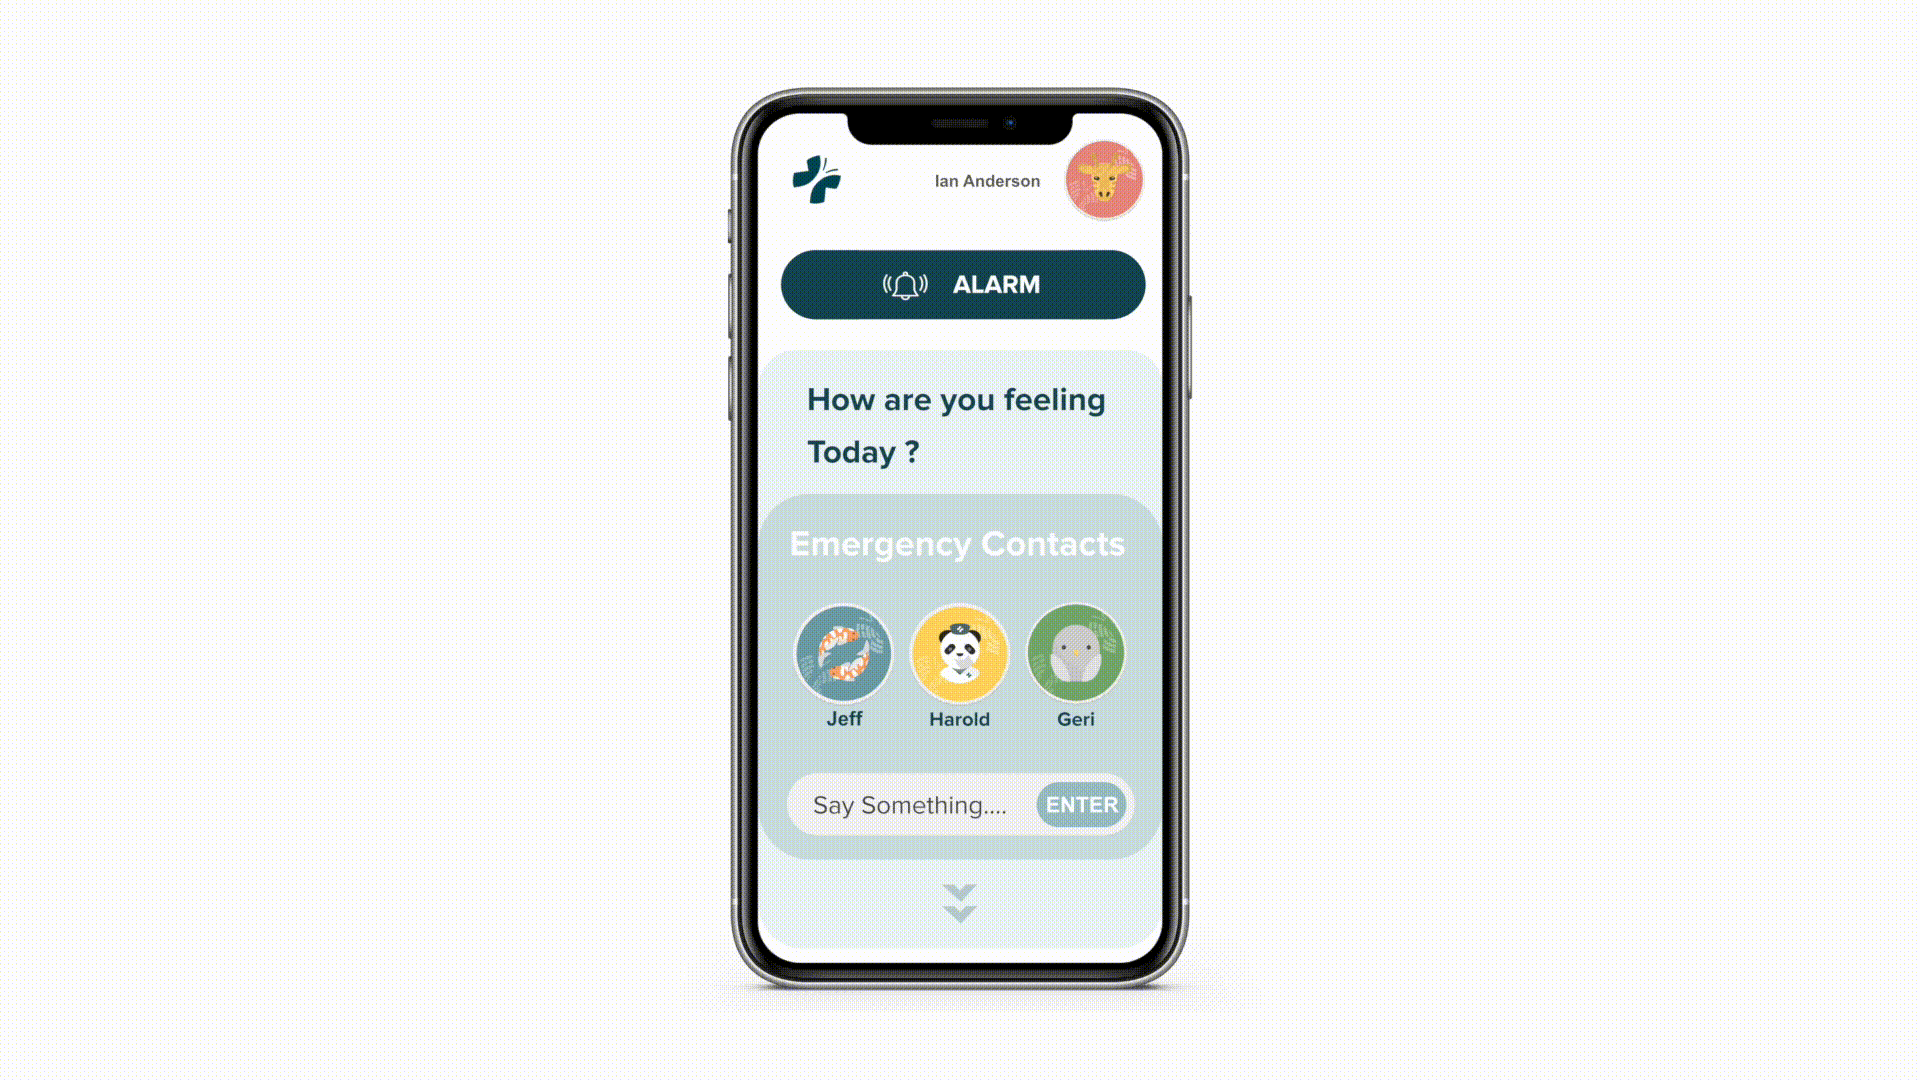 Ian Anderson
ALARM
How are you feeling
Today ?
Emergency Contacts
Jeff
Harold
Geri
Say Something....
ENTER